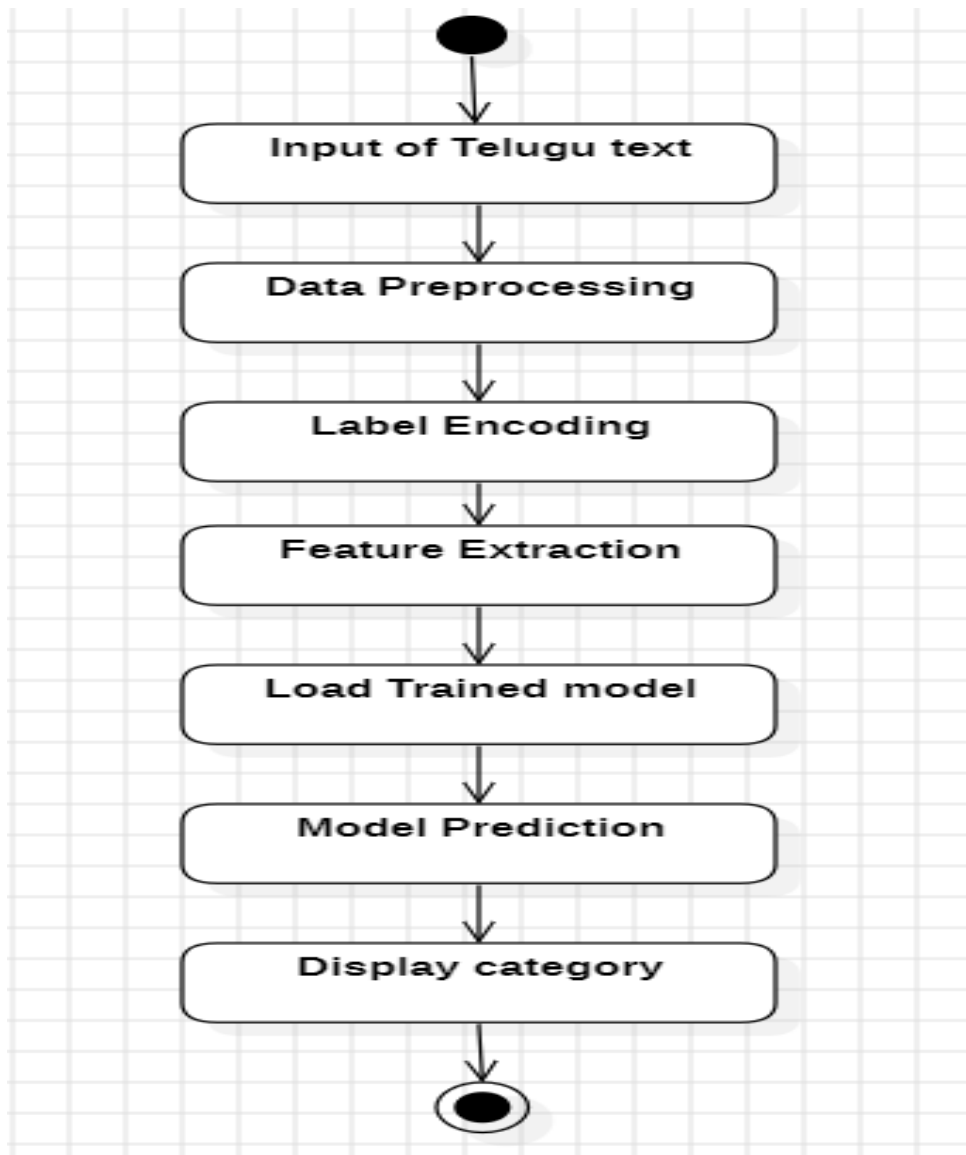 Input of Telugu text
Data Preprocessing
Label Encoding
Feature Extraction
Load Trained model
Model Prediction
Display category